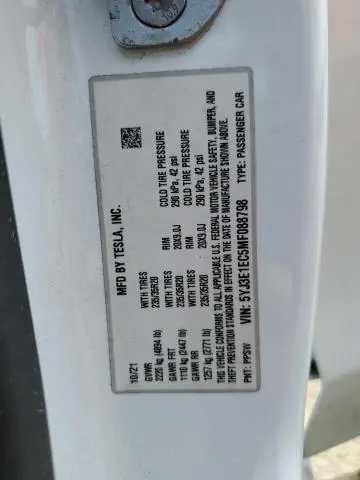 MFD BY TESLA, INC.
10/21
GVWR WITH TIRES RIM COLD TIRE PRESSURE
2220 kg (4894 lb) 235/35R20 20X9.0J 290 kPa, 42 psi
GAWR FRT WITH TIRES RIM COLD TIRE PRESSURE
1110 kg (2447 lb) 235/35R20 20X9.0J 290 kPa, 42 psi
GAWR RR
1257 kg (2771 lb)
THIS VEHICLE CONFORMS TO ALL APPLICABLE U.S. FEDERAL MOTOR VEHICLE SAFETY, BUMPER, AND
THEFT PREVENTION STANDARDS IN EFFECT ON THE DATE OF MANUFACTURE SHOWN ABOVE.
PNT: PPSW VIN: 5YJ3E1EC5MF088798 TYPE: PASSENGER CAR